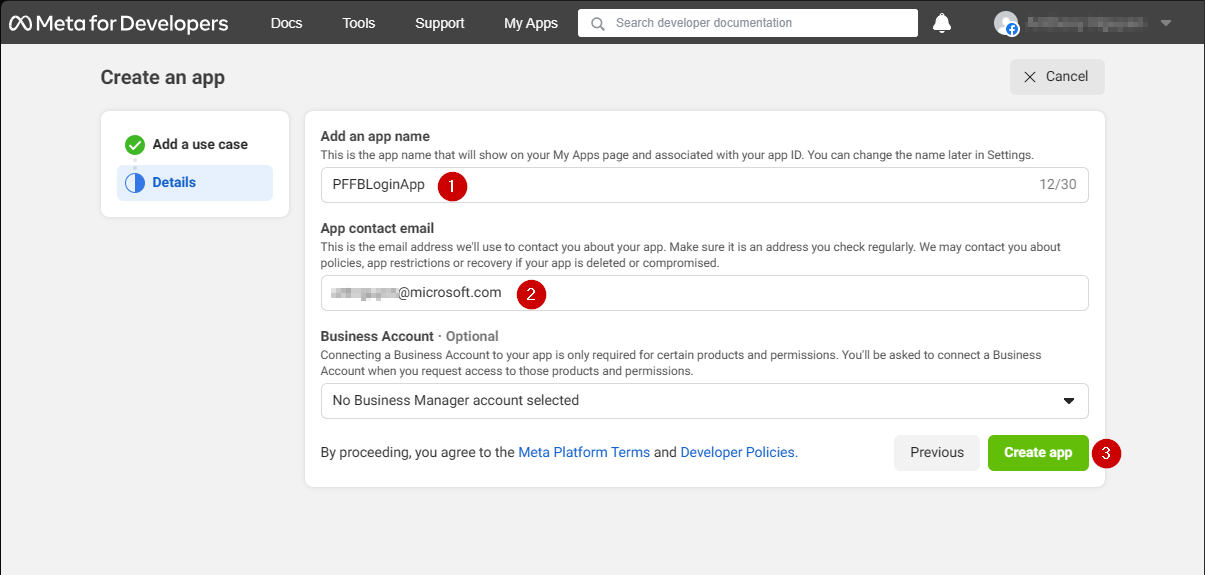 Meta for Developers Docs Tools Support My Apps Search developer documentation
Create an app
Cancel
Add a use case
Details
Add an app name
This is the app name that will show on your My Apps page and associated with your app ID. You can change the name later in Settings.
PFFBLoginApp 1 12/30
App contact email
This is the email address we'll use to contact you about your app. Make sure it is an address you check regularly. We may contact you about
policies, app restrictions or recovery if your app is deleted or compromised.
@microsoft.com 2
Business Account · Optional
Connecting a Business Account to your app is only required for certain products and permissions. You'll be asked to connect a Business
Account when you request access to those products and permissions.
No Business Manager account selected
By proceeding, you agree to the Meta Platform Terms and Developer Policies. Previous Create app 3